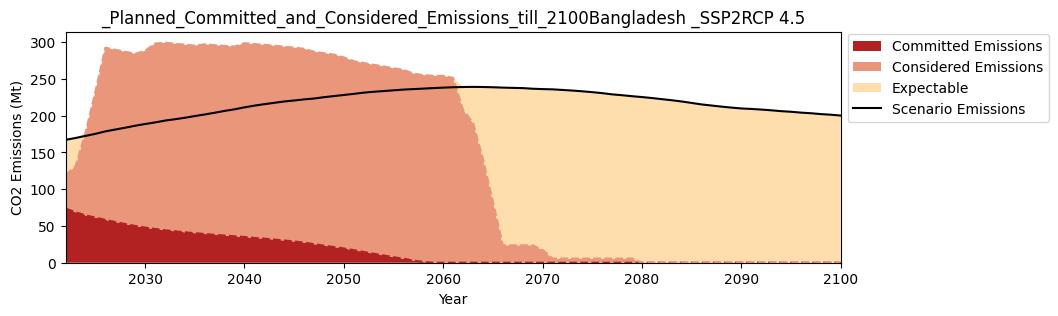 _Planned_Committed_and_Considered_Emissions_till_2100Bangladesh _SSP2RCP 4.5
CO2 Emissions (Mt)
300
250
200
150
100
50
0
2030
2040
2050
2060
2070
2080
2090
2100
Year
Committed Emissions
Considered Emissions
Expectable
Scenario Emissions